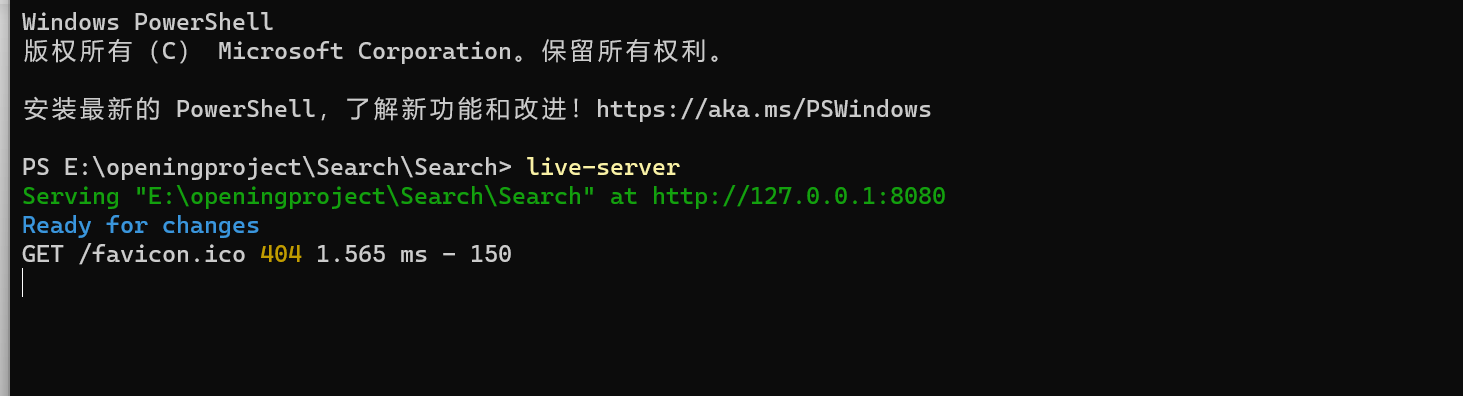 Windows PowerShell
版权所有（C） Microsoft Corporation。保留所有权利。
安装最新的 PowerShell，了解新功能和改进！https://aka.ms/PSWindows
PS E:\openingproject\Search\Search> live-server
Serving "E:\openingproject\Search\Search" at http://127.0.0.1:8080
Ready for changes
GET /favicon.ico 404 1.565 ms - 150